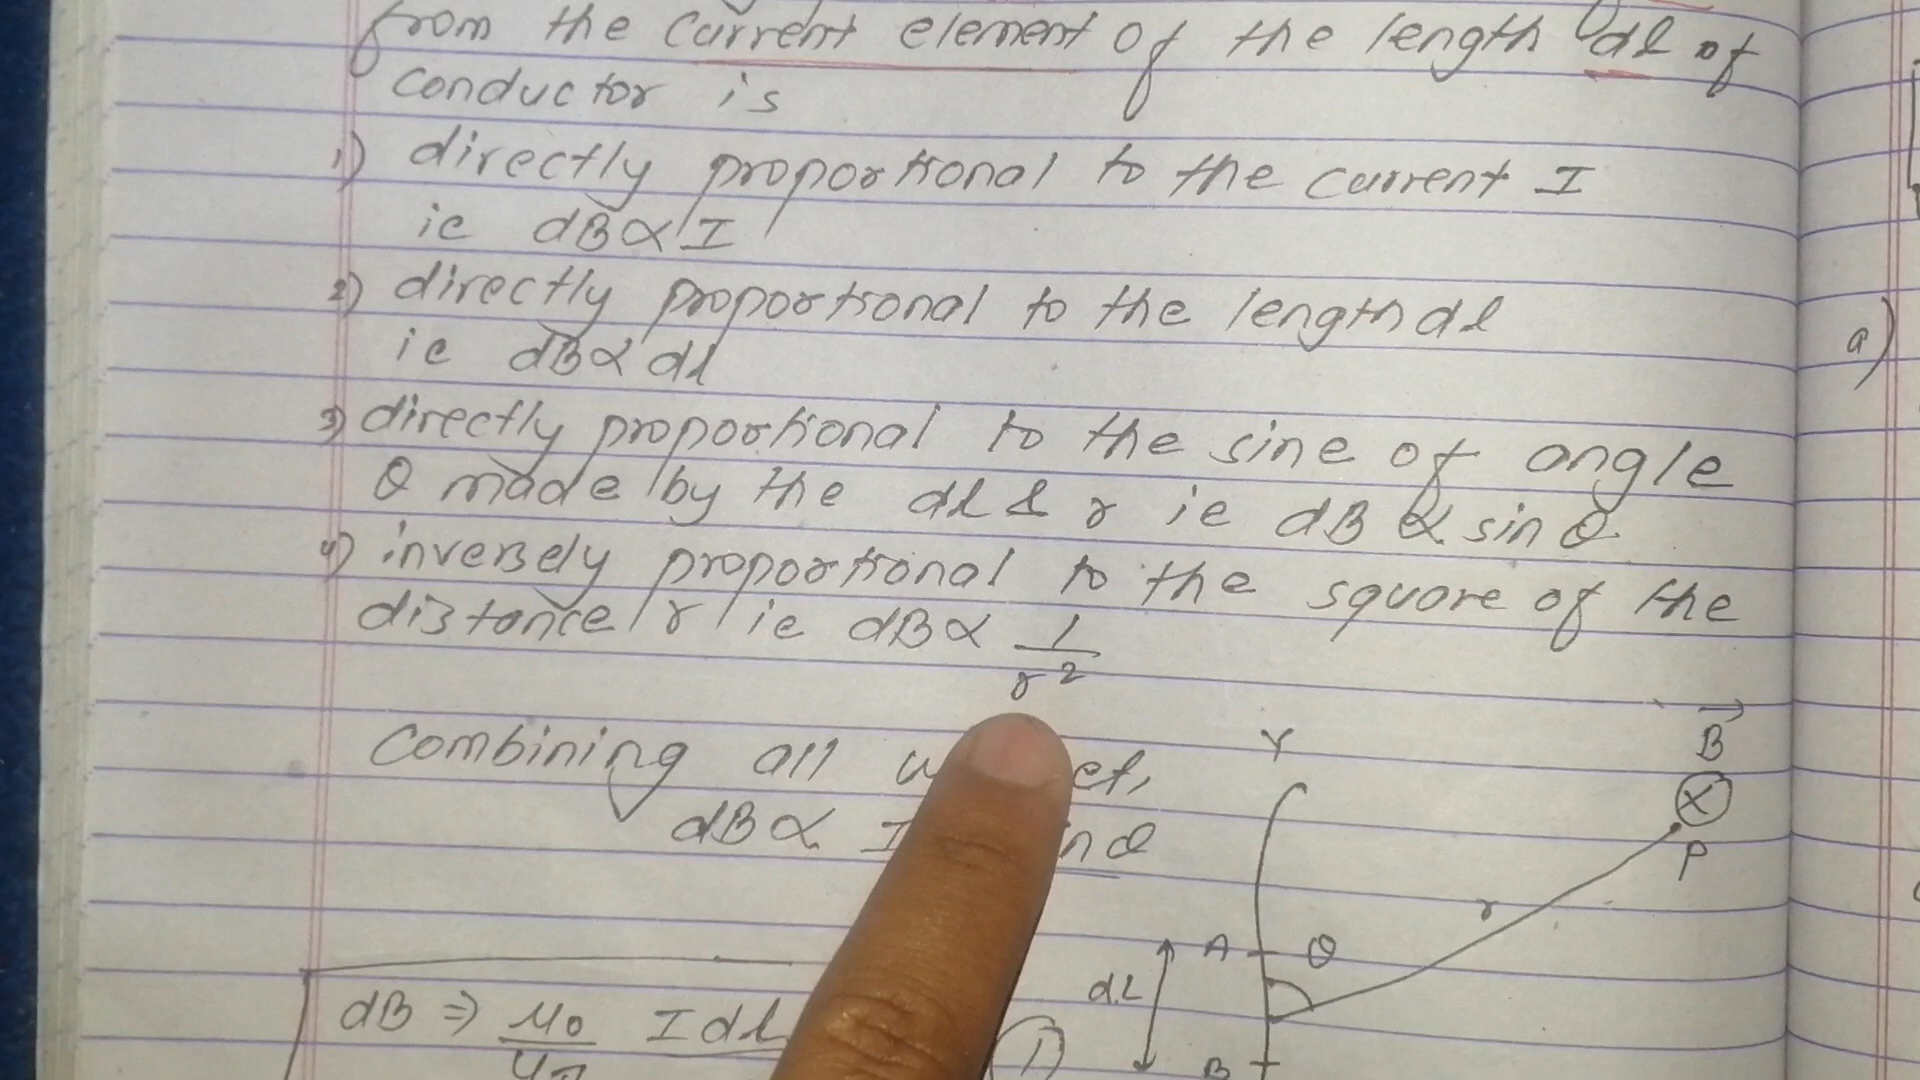 from the current element of the length dl of
conductor is
1) directly proportional to the current I
ie dB ∝ I
2) directly proportional to the length dl
ie dB ∝ dl
3) directly proportional to the sine of angle
θ made by the dl & r ie dB ∝ sin θ
4) inversely proportional to the square of the
distance r ie dB ∝ 1/r²
Combining all
dB ∝ I
Y
B⃗
P
r
A θ
dL
B
dB ⇒ μ₀/4π I dl
1)
a)